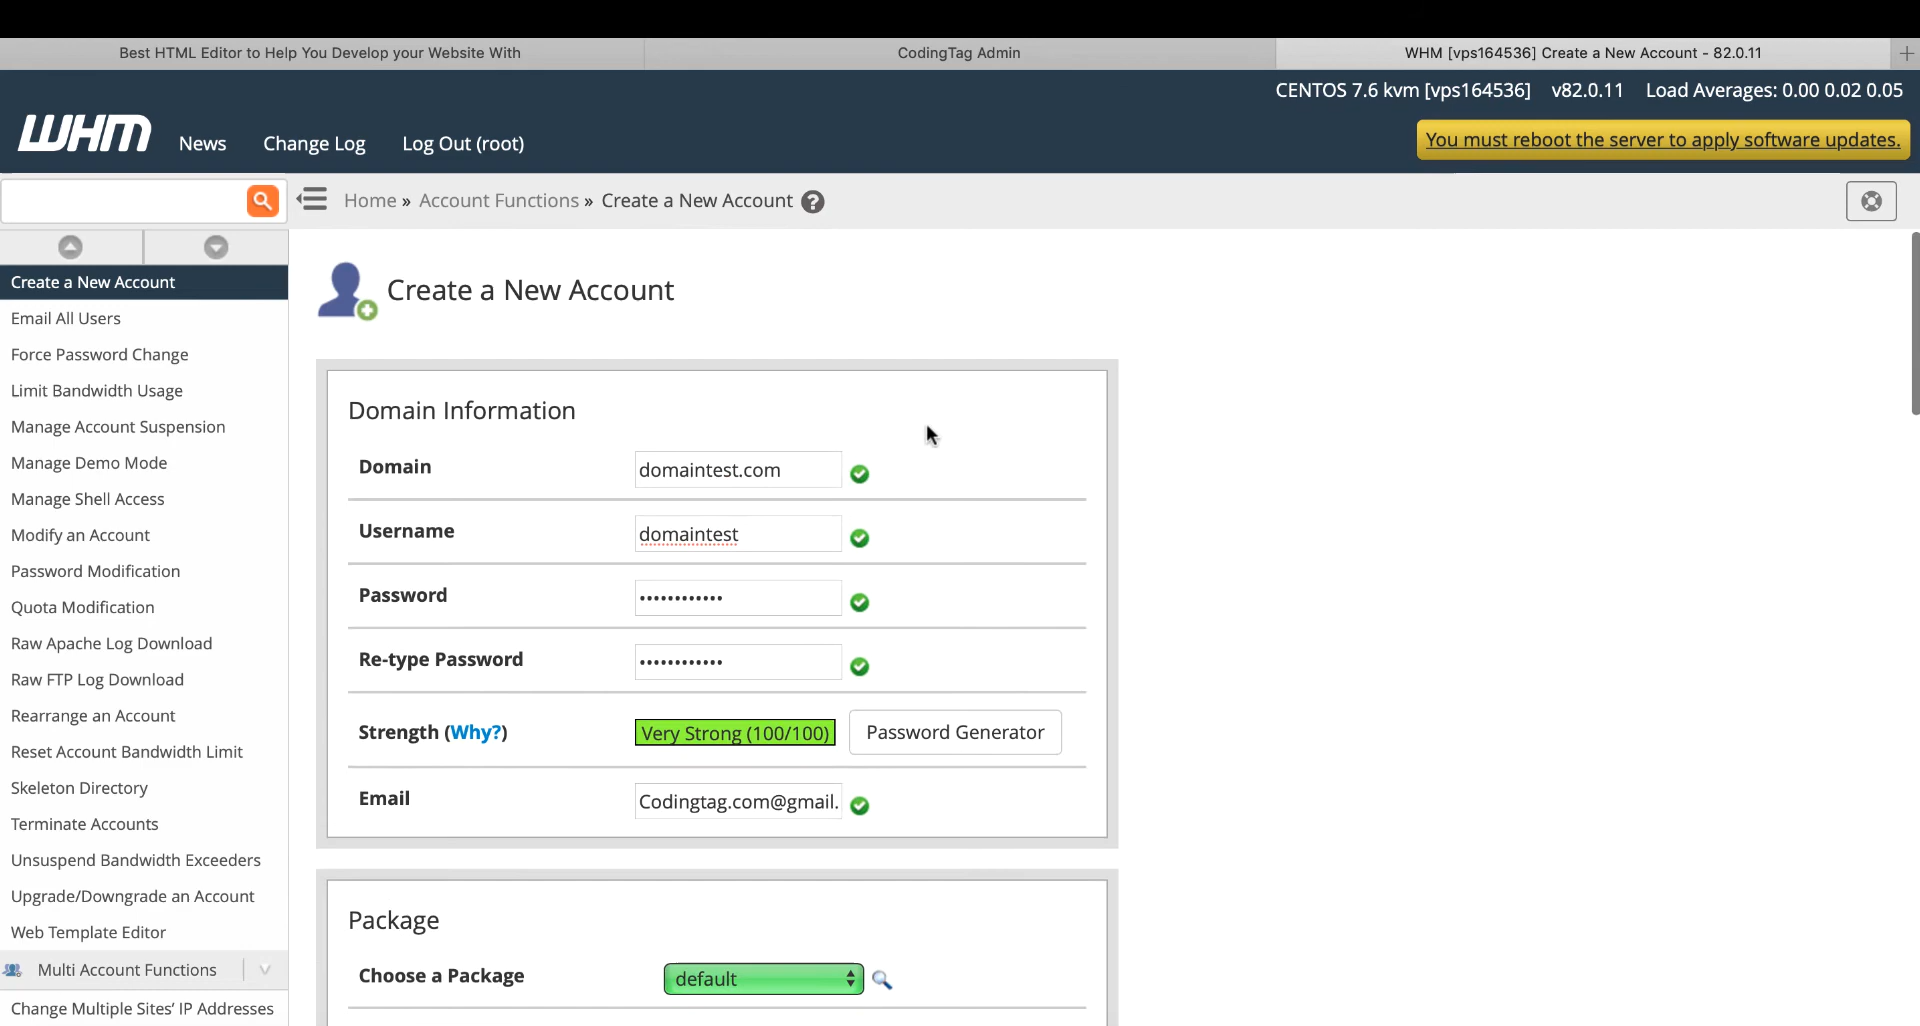 Best HTML Editor to Help You Develop your Website With
CodingTag Admin
WHM [vps164536] Create a New Account - 82.0.11
CENTOS 7.6 kvm [vps164536] v82.0.11 Load Averages: 0.00 0.02 0.05
WHM News Change Log Log Out (root)
You must reboot the server to apply software updates.
Home » Account Functions » Create a New Account ?
Create a New Account
Email All Users
Force Password Change
Limit Bandwidth Usage
Manage Account Suspension
Manage Demo Mode
Manage Shell Access
Modify an Account
Password Modification
Quota Modification
Raw Apache Log Download
Raw FTP Log Download
Rearrange an Account
Reset Account Bandwidth Limit
Skeleton Directory
Terminate Accounts
Unsuspend Bandwidth Exceeders
Upgrade/Downgrade an Account
Web Template Editor
Multi Account Functions
Change Multiple Sites' IP Addresses
Create a New Account
Domain Information
Domain domaintest.com
Username domaintest
Password ••••••••••••
Re-type Password ••••••••••••
Strength (Why?) Very Strong (100/100) Password Generator
Email Codingtag.com@gmail.
Package
Choose a Package default